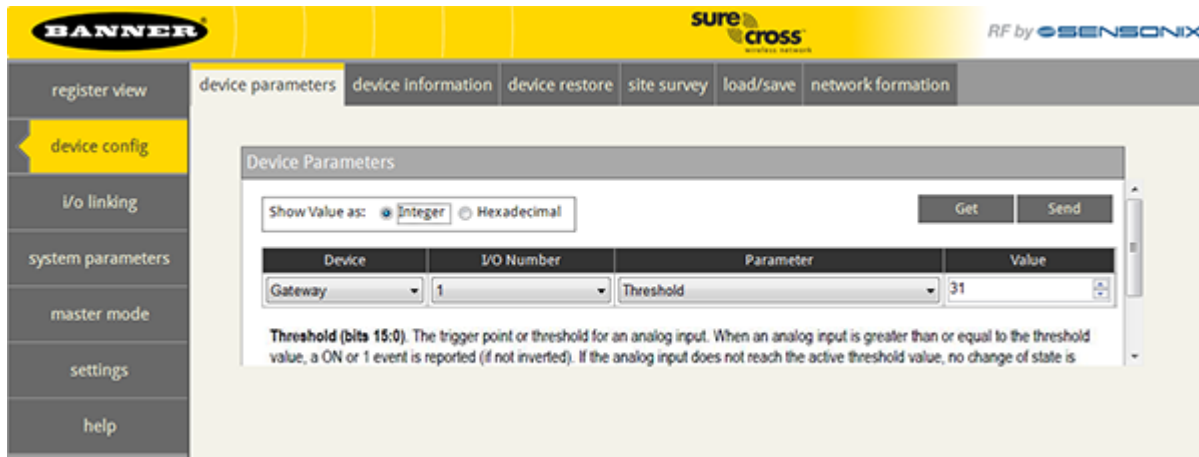 BANNER
sure cross
wireless network
RF by SENSONIX
register view
device config
i/o linking
system parameters
master mode
settings
help
device parameters device information device restore site survey load/save network formation
Device Parameters
Show Value as: Integer Hexadecimal
Get Send
Device I/O Number Parameter Value
Gateway 1 Threshold 31
Threshold (bits 15:0). The trigger point or threshold for an analog input. When an analog input is greater than or equal to the threshold
value, a ON or 1 event is reported (if not inverted). If the analog input does not reach the active threshold value, no change of state is